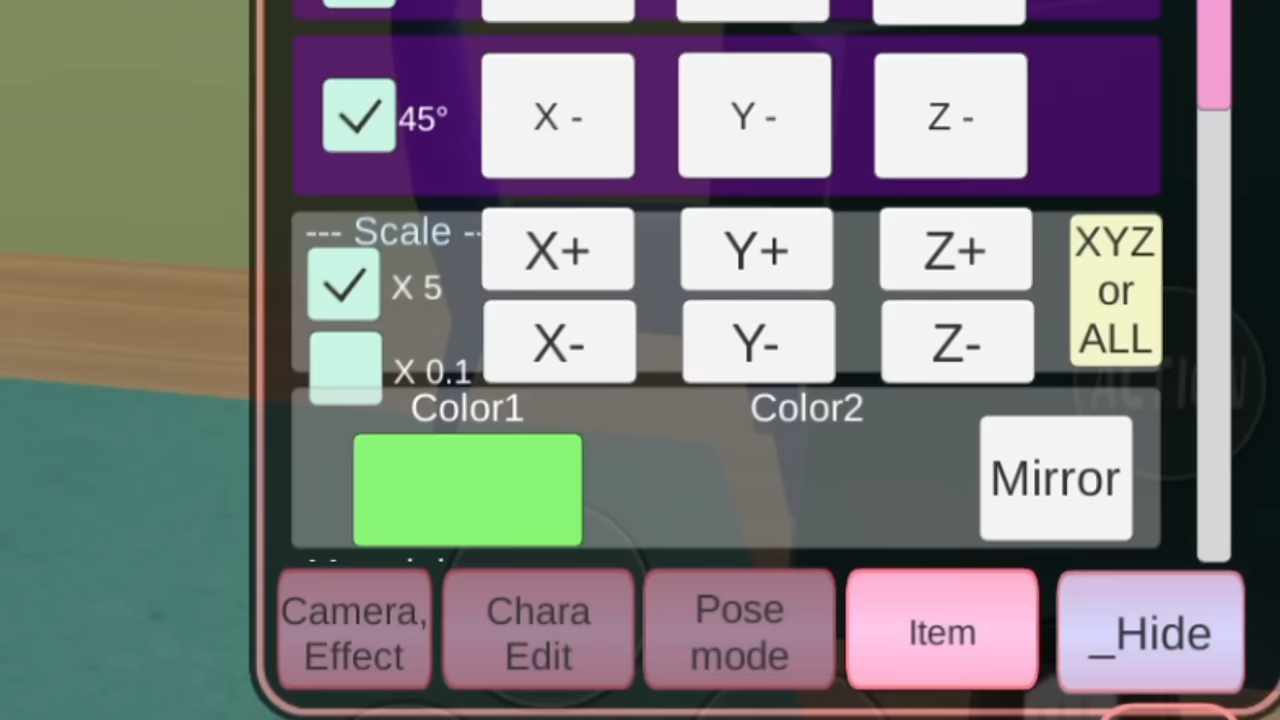 45°
X -
Y -
Z -
--- Scale --
X+
Y+
Z+
XYZ
or
ALL
X 5
X-
Y-
Z-
X 0.1
Color1
Color2
Mirror
Camera,
Effect
Chara
Edit
Pose
mode
Item
_Hide
ACTION